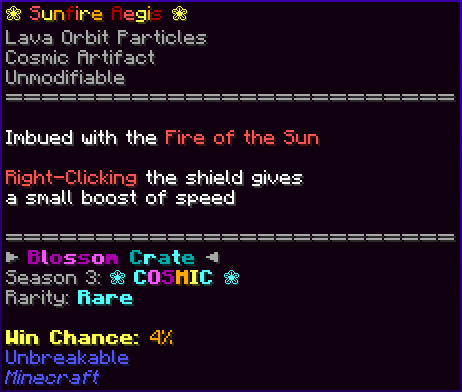 ❀ Sunfire Aegis ❀
Lava Orbit Particles
Cosmic Artifact
Unmodifiable
==============================
Imbued with the Fire of the Sun
Right-Clicking the shield gives
a small boost of speed
==============================
► Blossom Crate ◄
Season 3: ❀ COSMIC ❀
Rarity: Rare
Win Chance: 4%
Unbreakable
Minecraft